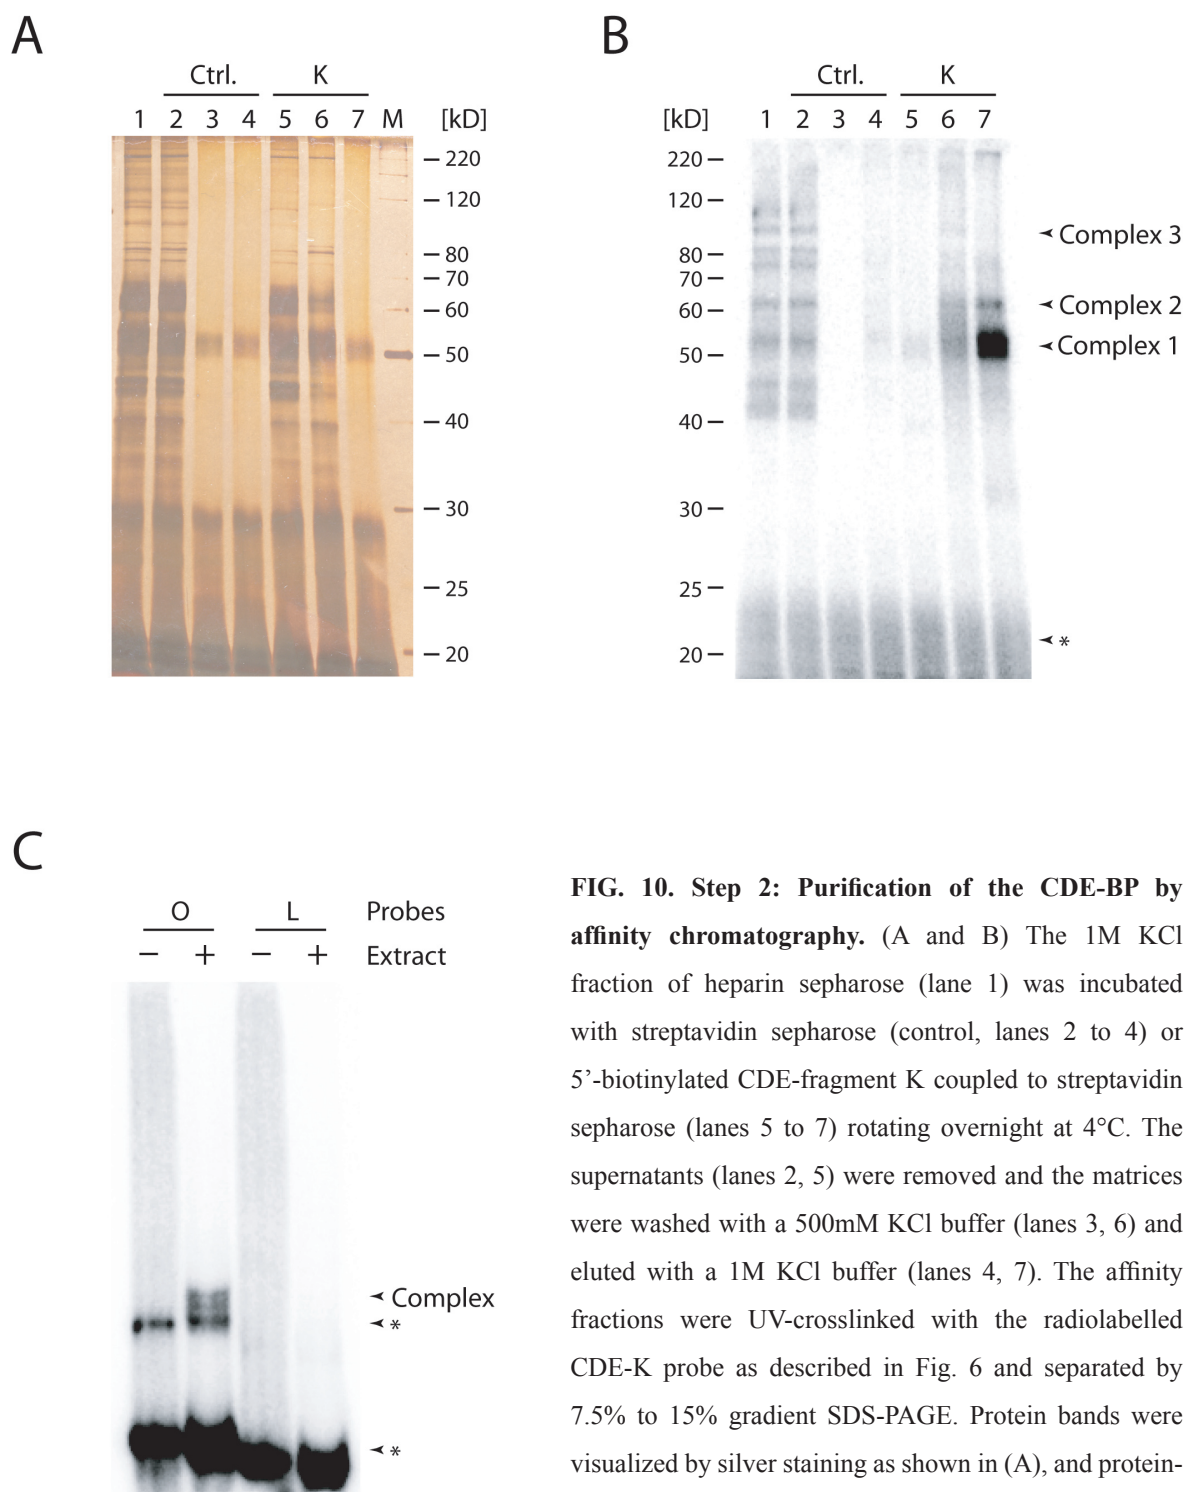 A
Ctrl. K
1 2 3 4 5 6 7 M [kD]
220
120
80
70
60
50
40
30
25
20
B
Ctrl. K
[kD] 1 2 3 4 5 6 7
220
120
80
70
60
50
40
30
25
20
Complex 3
Complex 2
Complex 1
*
C
O L Probes
− + − + Extract
Complex
*
*
FIG. 10. Step 2: Purification of the CDE-BP by
affinity chromatography. (A and B) The 1M KCl
fraction of heparin sepharose (lane 1) was incubated
with streptavidin sepharose (control, lanes 2 to 4) or
5’-biotinylated CDE-fragment K coupled to streptavidin
sepharose (lanes 5 to 7) rotating overnight at 4°C. The
supernatants (lanes 2, 5) were removed and the matrices
were washed with a 500mM KCl buffer (lanes 3, 6) and
eluted with a 1M KCl buffer (lanes 4, 7). The affinity
fractions were UV-crosslinked with the radiolabelled
CDE-K probe as described in Fig. 6 and separated by
7.5% to 15% gradient SDS-PAGE. Protein bands were
visualized by silver staining as shown in (A), and protein-